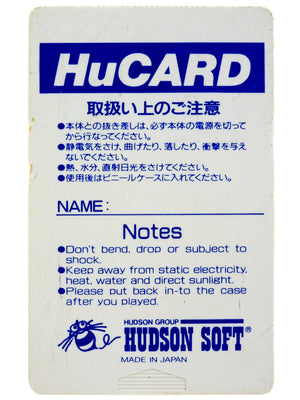 HuCARD
取扱い上のご注意
●本体との抜き差しは、必ず本体の電源を切って
から行なってください。
●静電気をさけ、曲げたり、落したり、衝撃を与え
ないでください。
●熱、水分、直射日光をさけてください。
●使用後はビニールケースに入れてください。
NAME:
Notes
●Don't bend, drop or subject to
shock.
●Keep away from static electricity,
heat, water and direct sunlight.
●Please put back in-to the case
after you played.
HUDSON GROUP
HUDSON SOFT®
MADE IN JAPAN